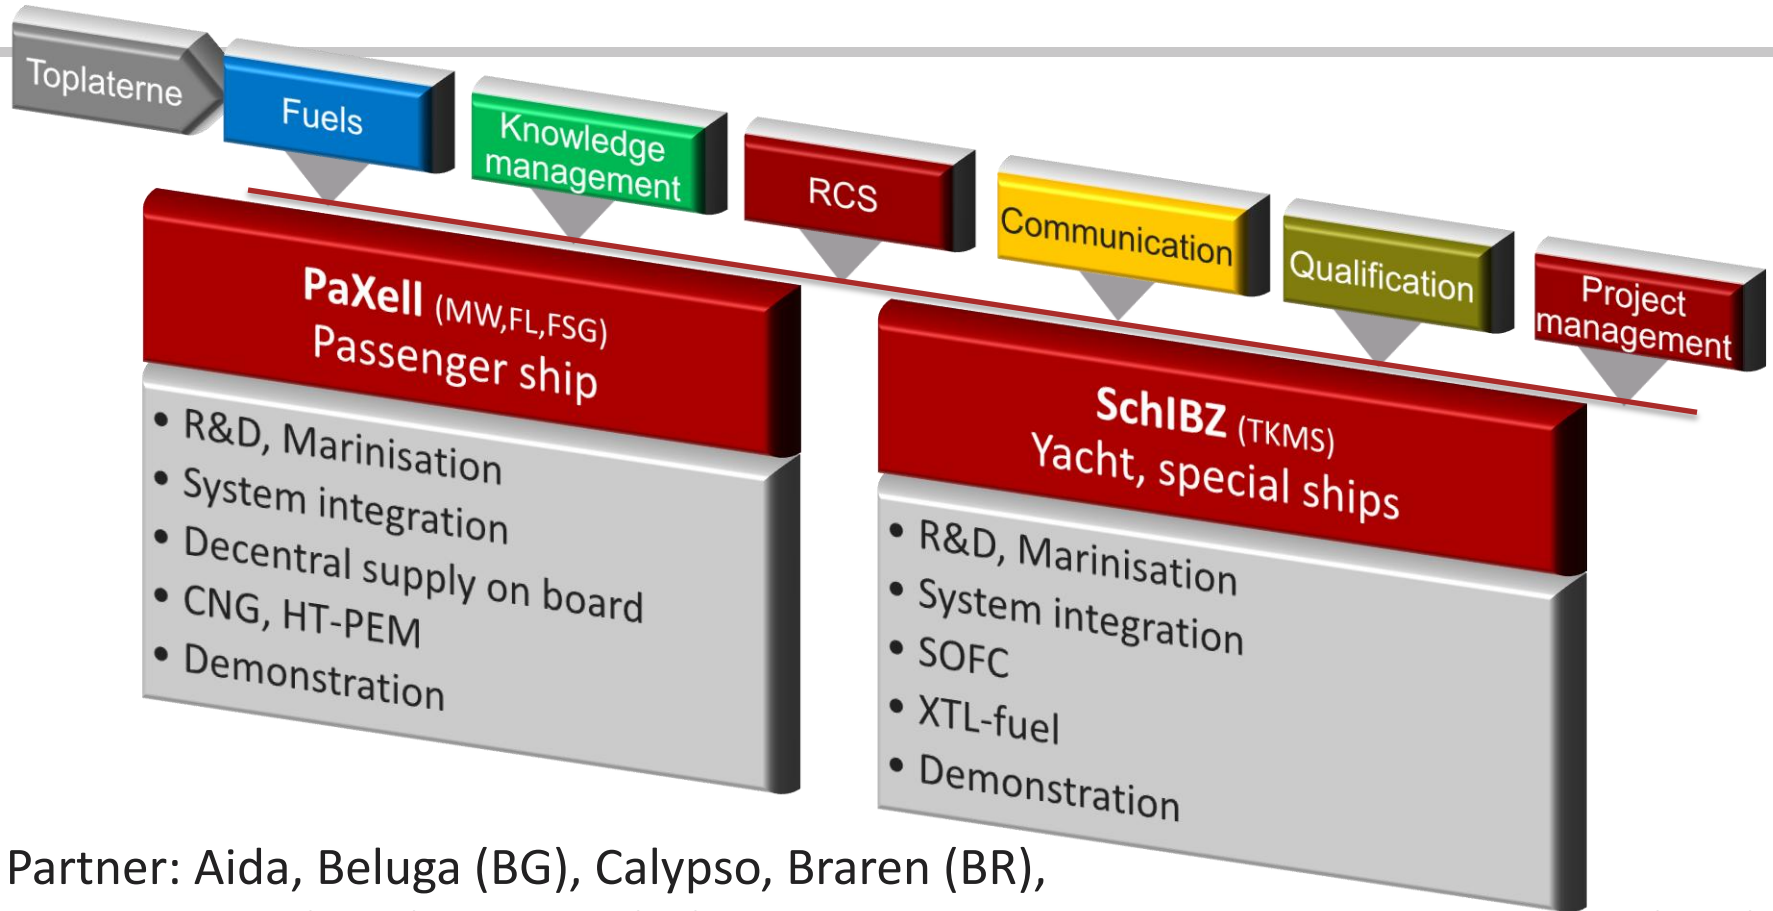 Toplaterne
Fuels
Knowledge
management
RCS
Communication
Qualification
Project
management
PaXell (MW,FL,FSG)
Passenger ship
• R&D, Marinisation
• System integration
• Decentral supply on board
• CNG, HT-PEM
• Demonstration
SchIBZ (TKMS)
Yacht, special ships
• R&D, Marinisation
• System integration
• SOFC
• XTL-fuel
• Demonstration
Partner: Aida, Beluga (BG), Calypso, Braren (BR),